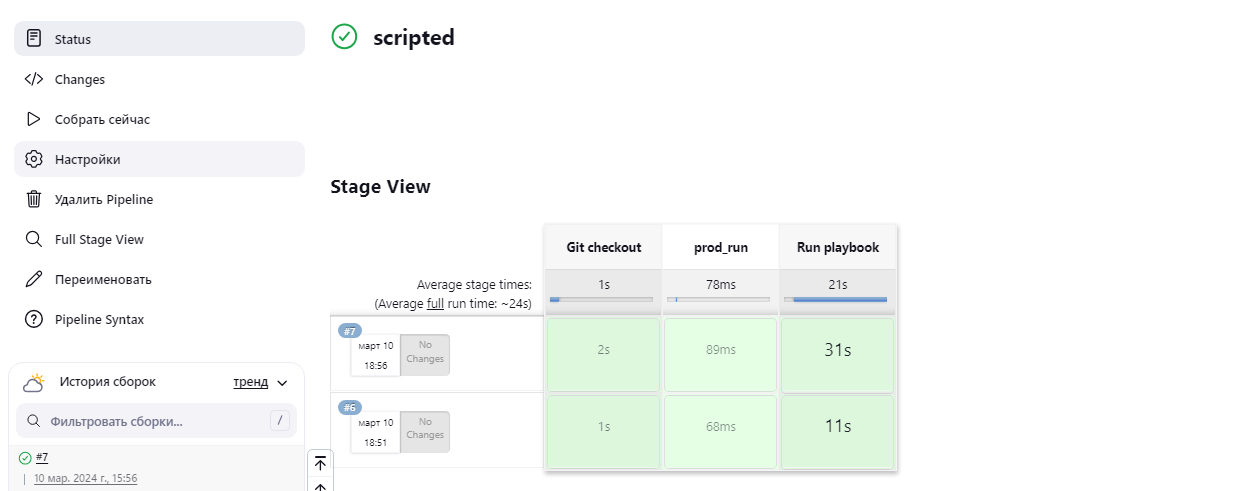 Status
Changes
Собрать сейчас
Настройки
Удалить Pipeline
Full Stage View
Переименовать
Pipeline Syntax
История сборок
тренд
Фильтровать сборки...
/
#7
10 мар. 2024 г., 15:56
scripted
Stage View
Git checkout
prod_run
Run playbook
Average stage times:
(Average full run time: ~24s)
1s
78ms
21s
#7
март 10
18:56
No
Changes
2s
89ms
31s
#6
март 10
18:51
No
Changes
1s
68ms
11s